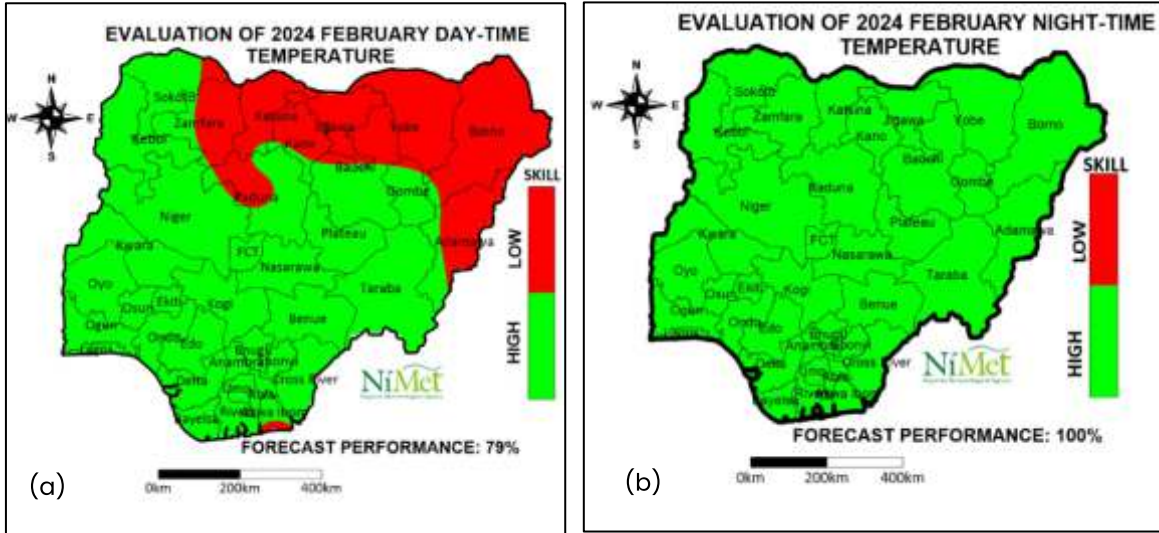 EVALUATION OF 2024 FEBRUARY DAY-TIME
TEMPERATURE
N
W E
S
Sokoto
Zamfara
Katsina
Jigawa
Yobe
Borno
Kebbi
Kano
Bauchi
Gombe
Kaduna
Niger
Plateau
Adamawa
Kwara
FCT
Nasarawa
Taraba
Oyo
Ekiti
Kogi
Osun
Benue
Ogun
Ondo
Edo
Enugu
Anambra
Ebonyi
Delta
Imo
Abia
Cross River
Bayelsa
Rivers
Akwa Ibom
SKILL
LOW
HIGH
NiMet
FORECAST PERFORMANCE: 79%
0km 200km 400km
(a)
EVALUATION OF 2024 FEBRUARY NIGHT-TIME
TEMPERATURE
N
W E
S
Sokoto
Zamfara
Katsina
Jigawa
Yobe
Borno
Kebbi
Kano
Bauchi
Gombe
Kaduna
Niger
Plateau
Adamawa
Kwara
FCT
Nasarawa
Taraba
Oyo
Ekiti
Kogi
Osun
Benue
Ogun
Ondo
Edo
Enugu
Anambra
Ebonyi
Delta
Imo
Abia
Cross River
Bayelsa
Rivers
Akwa Ibom
SKILL
LOW
HIGH
NiMet
FORECAST PERFORMANCE: 100%
0km 200km 400km
(b)